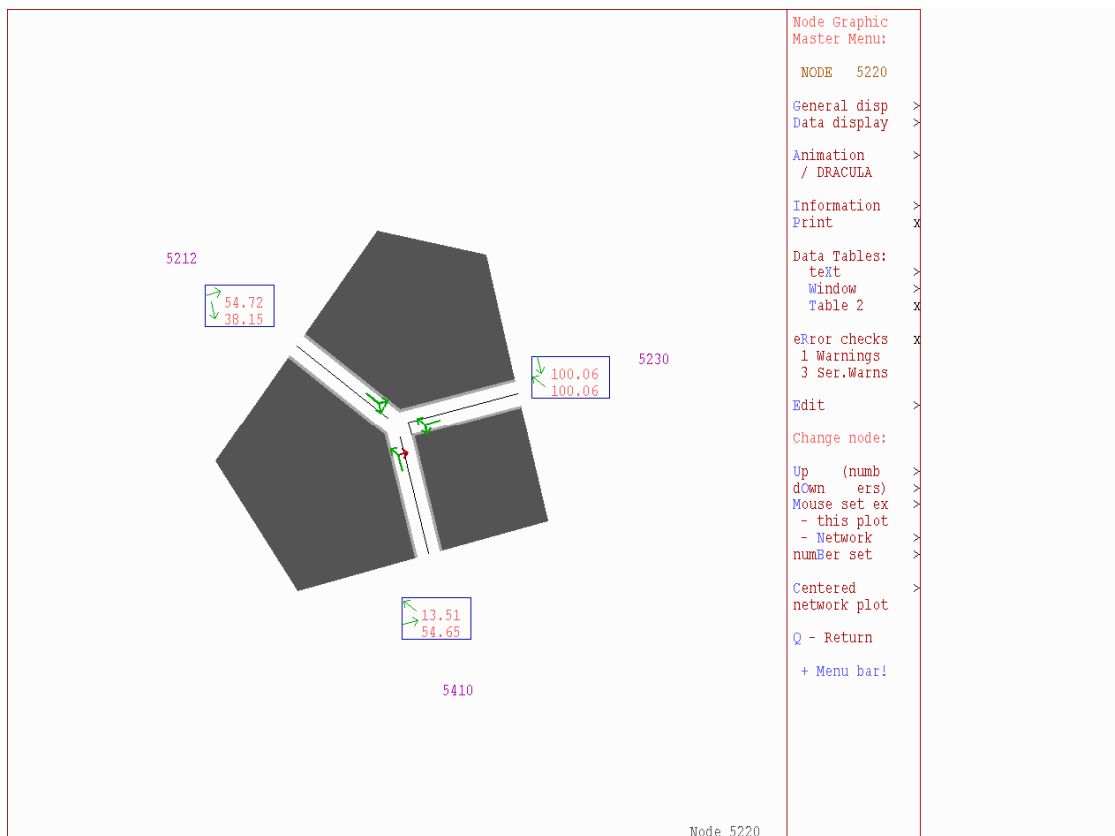 5212
54.72
38.15
5230
100.06
100.06
13.51
54.65
5410
Node 5220
Node Graphic
Master Menu:
NODE 5220
General disp >
Data display >
Animation >
/ DRACULA
Information >
Print x
Data Tables:
teXt >
Window >
Table 2 x
eRror checks x
1 Warnings
3 Ser.Warns
Edit >
Change node:
Up (numb >
dOwn ers) >
Mouse set ex >
- this plot
- Network >
numBer set >
Centered >
network plot
Q - Return
+ Menu bar!